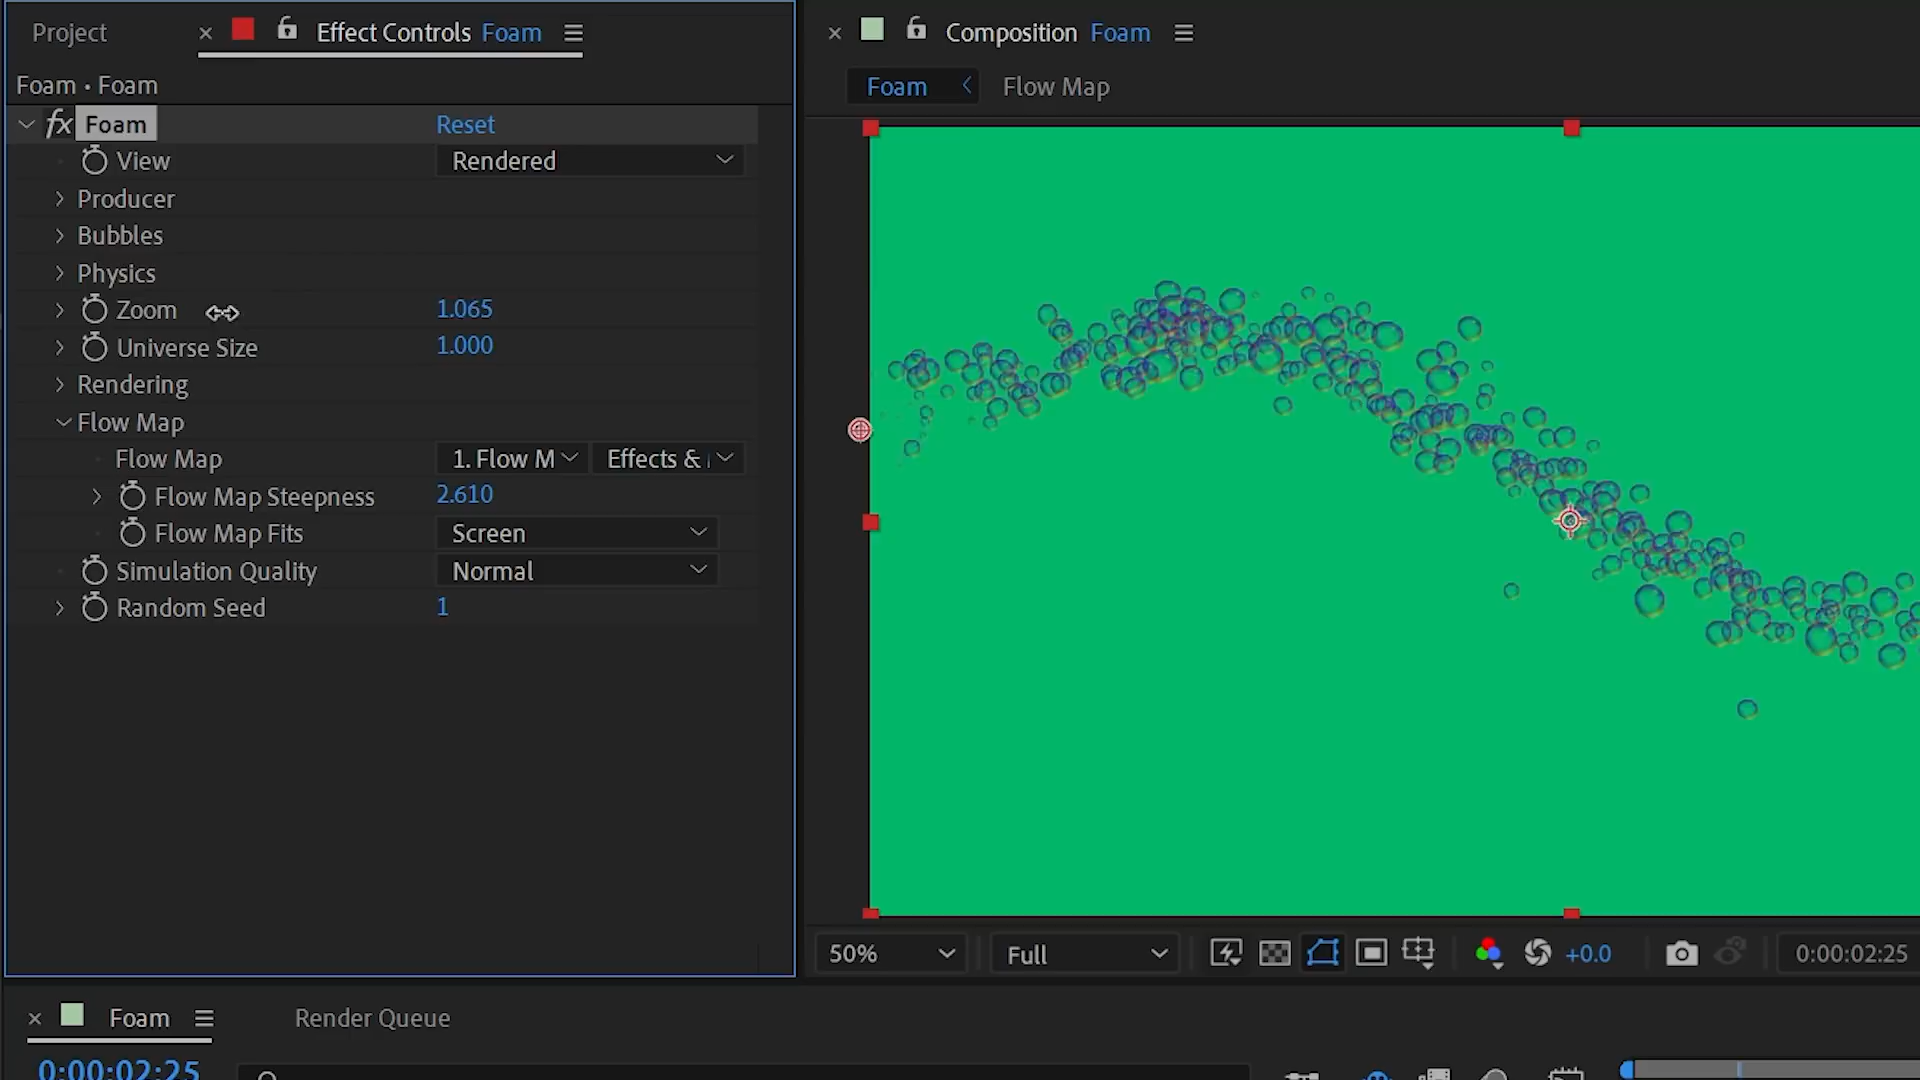 Project
Effect Controls Foam
Foam • Foam
fx Foam Reset
View Rendered
Producer
Bubbles
Physics
Zoom 1.065
Universe Size 1.000
Rendering
Flow Map
Flow Map 1. Flow M Effects &
Flow Map Steepness 2.610
Flow Map Fits Screen
Simulation Quality Normal
Random Seed 1
Composition Foam
Foam Flow Map
50% Full +0.0 0:00:02:25
Foam Render Queue
0:00:02:25